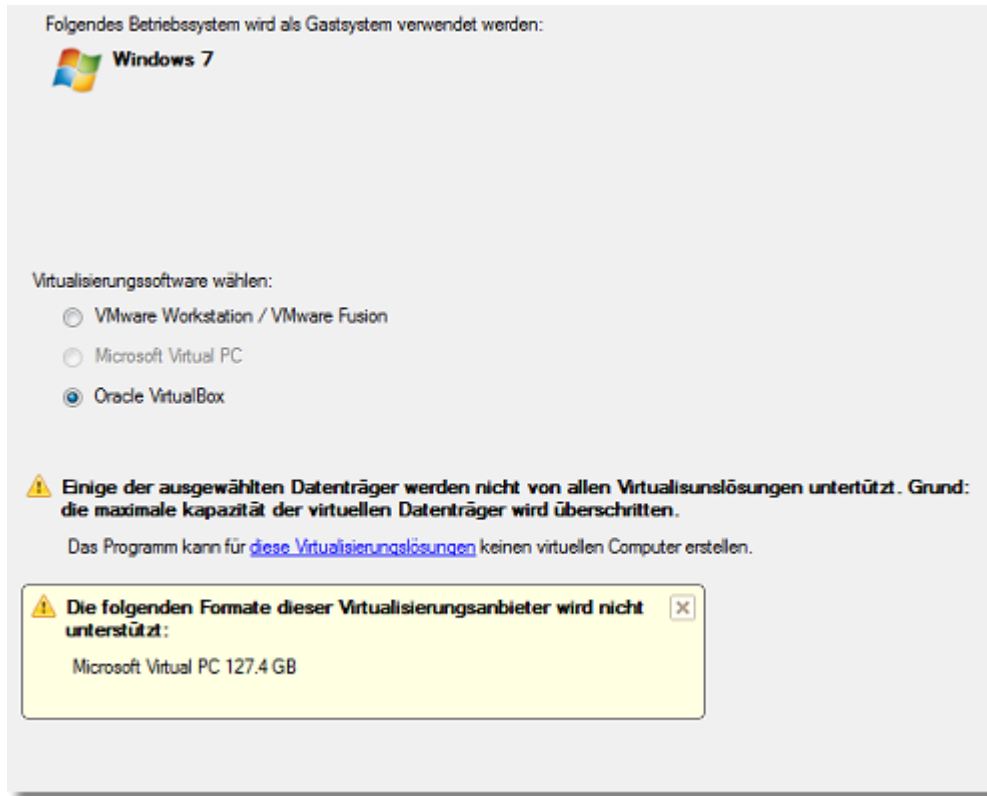 Folgendes Betriebssystem wird als Gastsystem verwendet werden:
Windows 7
Virtualisierungssoftware wählen:
VMware Workstation / VMware Fusion
Microsoft Virtual PC
Oracle VirtualBox
Einige der ausgewählten Datenträger werden nicht von allen Virtualisunslösungen untertützt. Grund:
die maximale kapazität der virtuellen Datenträger wird überschritten.
Das Programm kann für diese Virtualisierungslösungen keinen virtuellen Computer erstellen.
Die folgenden Formate dieser Virtualisierungsanbieter wird nicht
unterstützt:
Microsoft Virtual PC 127.4 GB